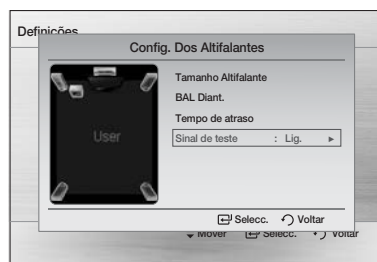 Definições
Config. Dos Altifalantes
Tamanho Altifalante
BAL Diant.
Tempo de atraso
User
Sinal de teste : Lig. ►
Selecc. Voltar
Mover Selecc. Voltar